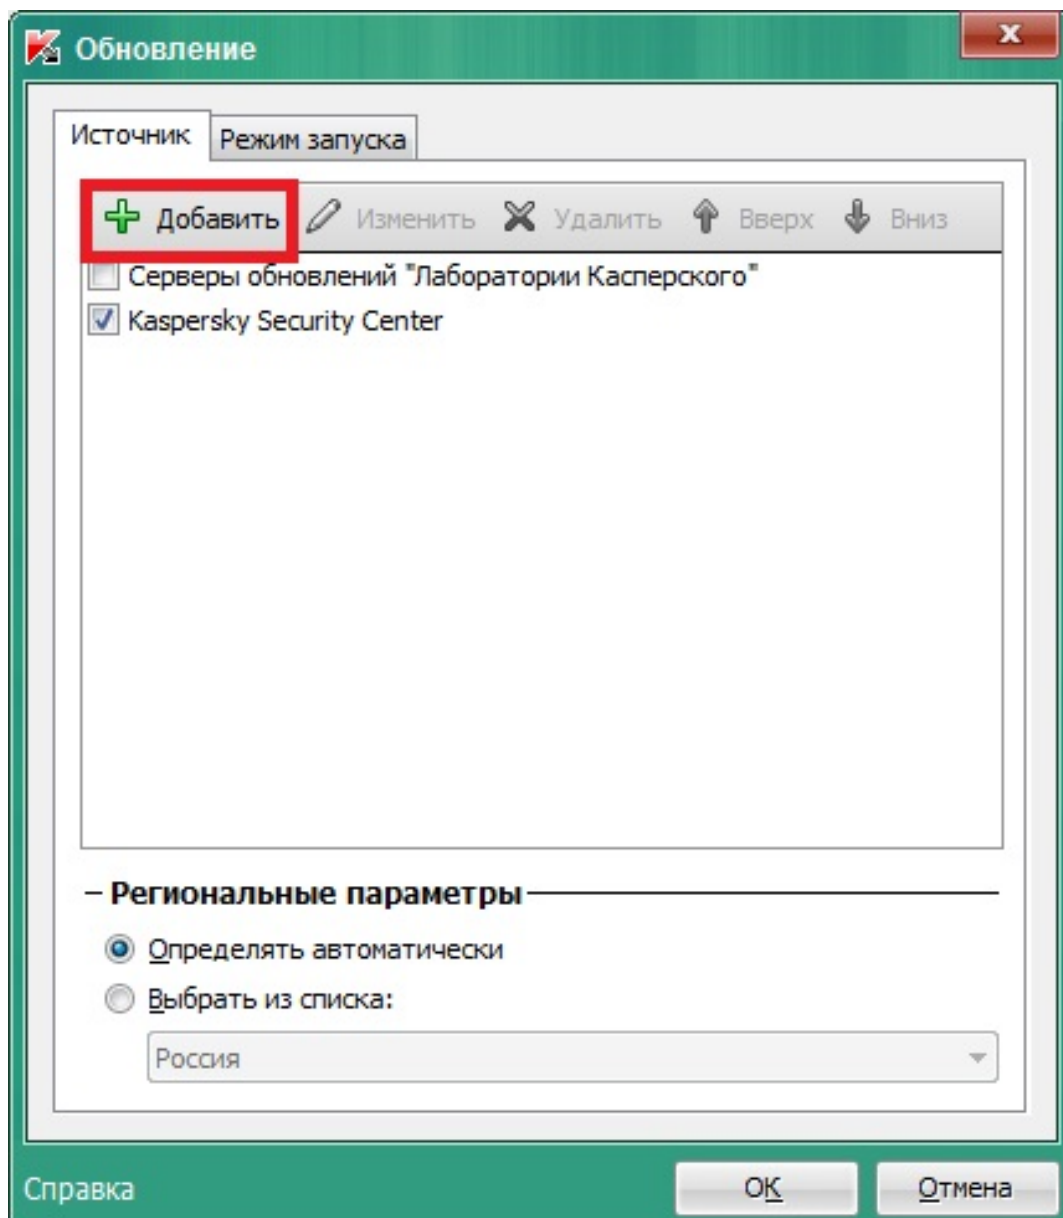 Обновление
Источник Режим запуска
Добавить Изменить Удалить Вверх Вниз
Серверы обновлений "Лаборатории Касперского"
Kaspersky Security Center
Региональные параметры
Определять автоматически
Выбрать из списка:
Россия
Справка OK Отмена